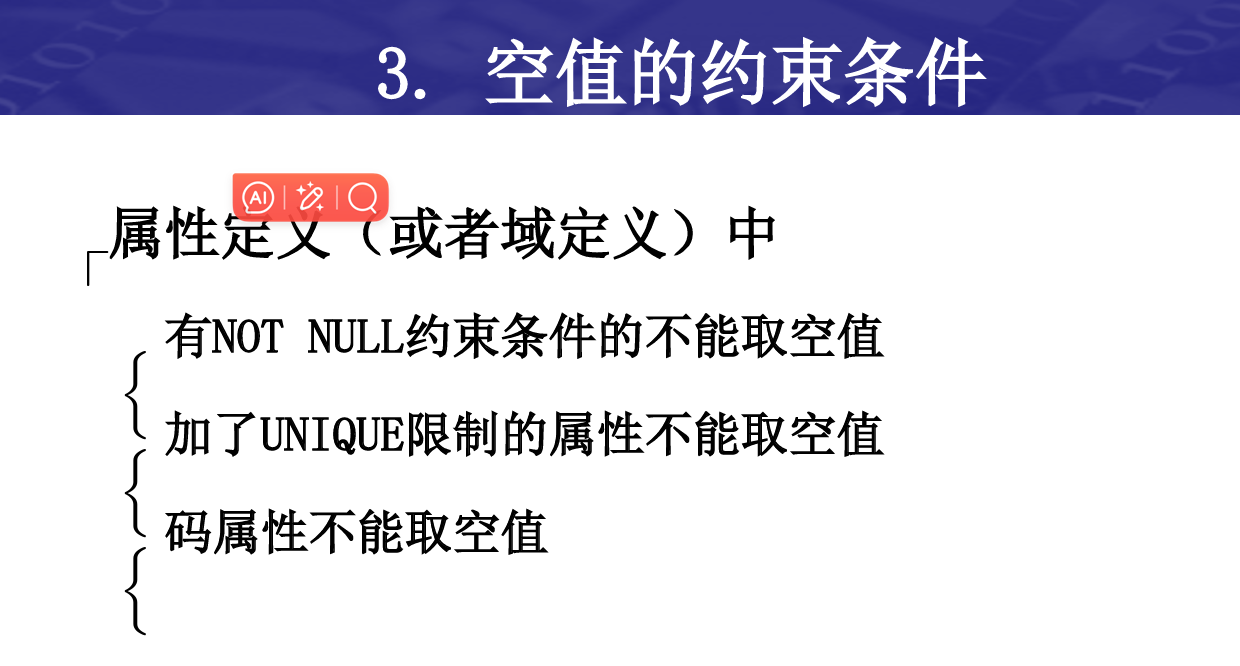 3. 空值的约束条件
AI
属性定义（或者域定义）中
有NOT NULL约束条件的不能取空值
加了UNIQUE限制的属性不能取空值
码属性不能取空值